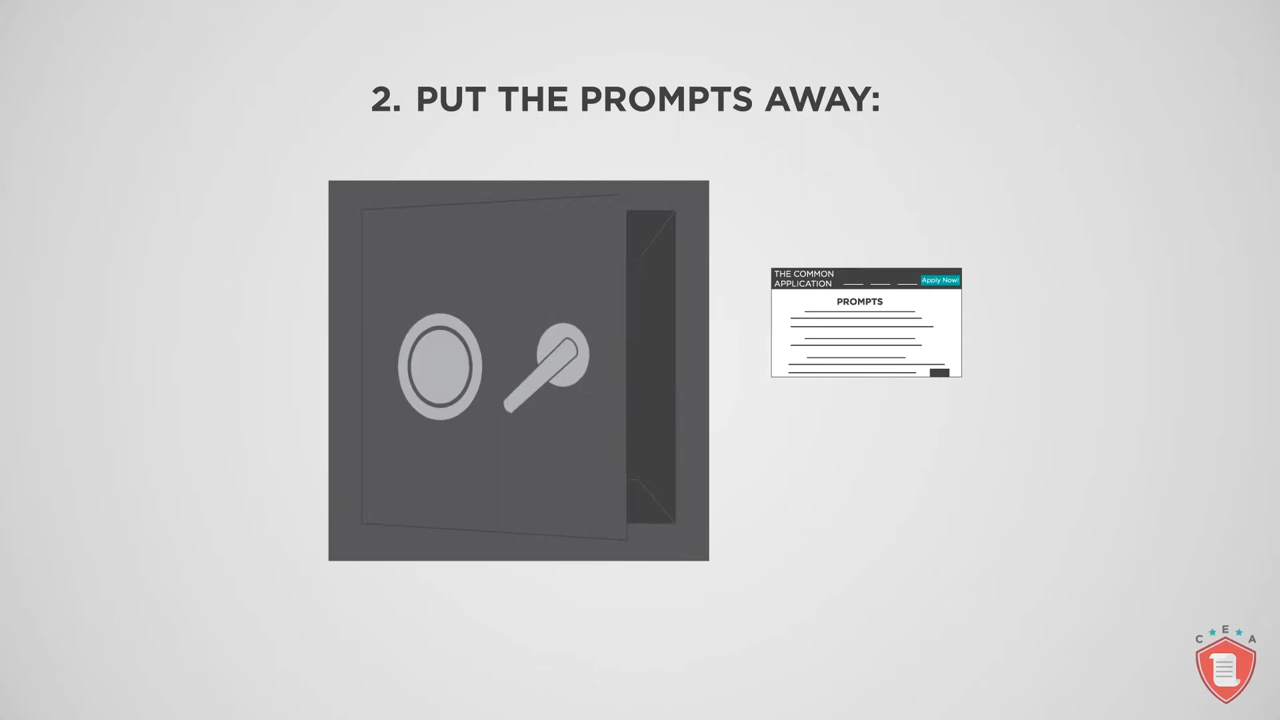 2. PUT THE PROMPTS AWAY:
THE COMMON
APPLICATION
Apply Now!
PROMPTS
C E A